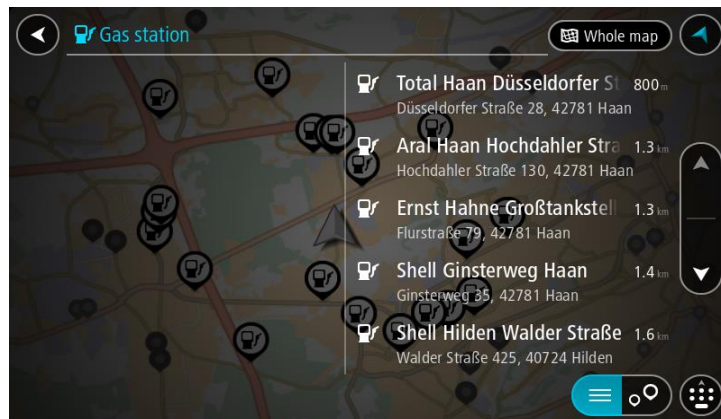 Gas station
Whole map
Total Haan Düsseldorfer St 800 m
Düsseldorfer Straße 28, 42781 Haan
Aral Haan Hochdahler Stra 1.3 km
Hochdahler Straße 130, 42781 Haan
Ernst Hahne Großtankstell 1.3 km
Flurstraße 79, 42781 Haan
Shell Ginsterweg Haan 1.4 km
Ginsterweg 35, 42781 Haan
Shell Hilden Walder Straße 1.6 km
Walder Straße 425, 40724 Hilden